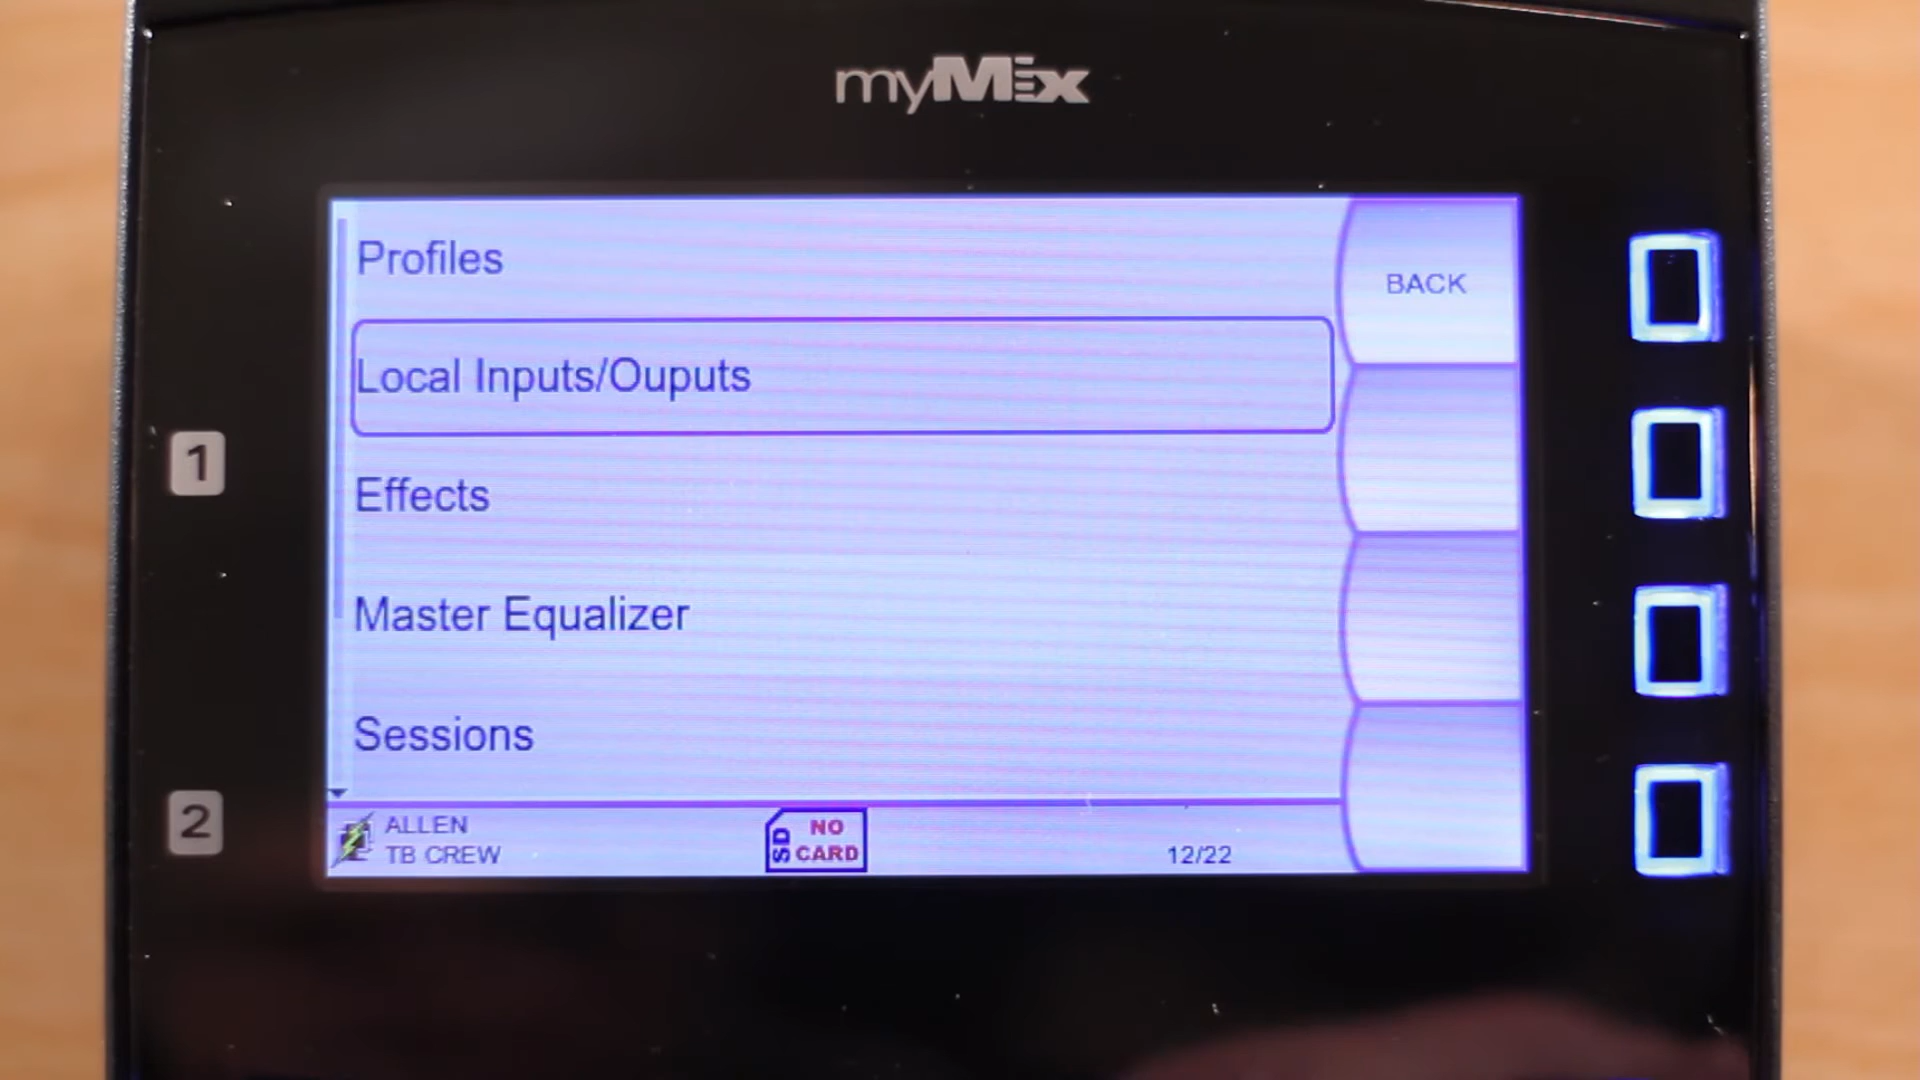 myMix
Profiles
BACK
Local Inputs/Ouputs
1
Effects
Master Equalizer
Sessions
2
ALLEN
TB CREW
SD
NO
CARD
12/22